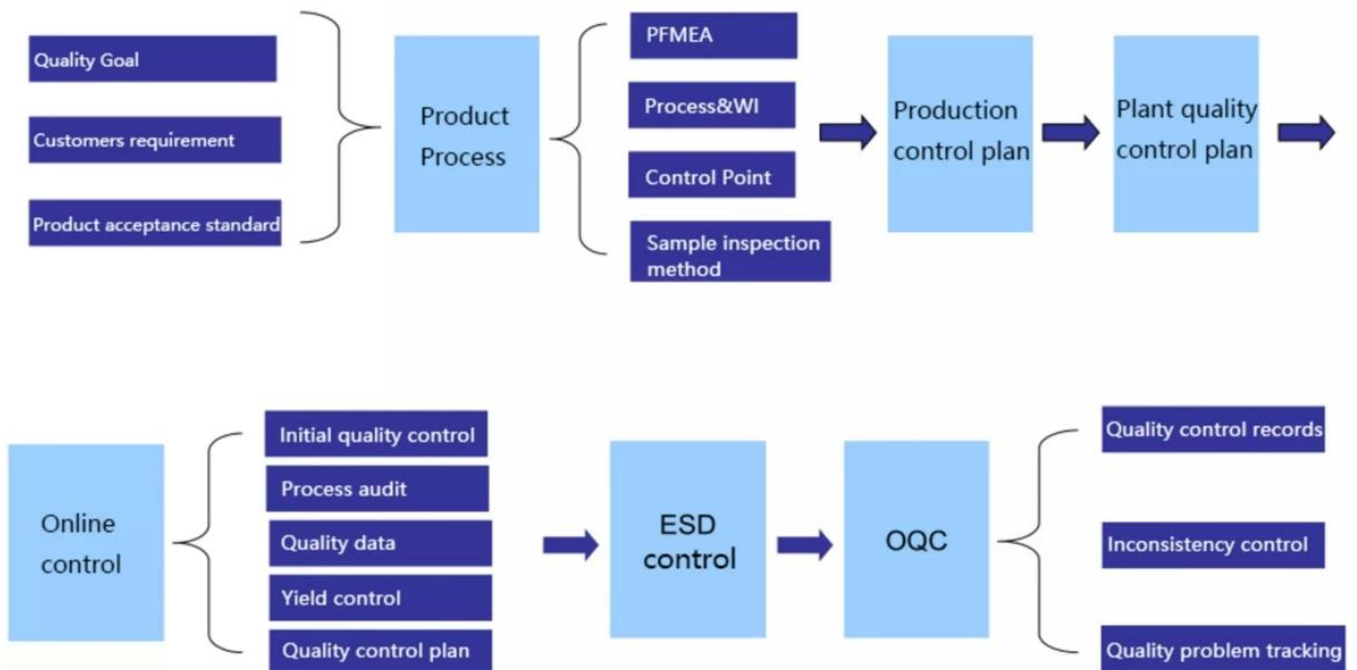 Quality Goal
Customers requirement
Product acceptance standard
Product
Process
PFMEA
Process&WI
Control Point
Sample inspection
method
Production
control plan
Plant quality
control plan
Online
control
Initial quality control
Process audit
Quality data
Yield control
Quality control plan
ESD
control
OQC
Quality control records
Inconsistency control
Quality problem tracking